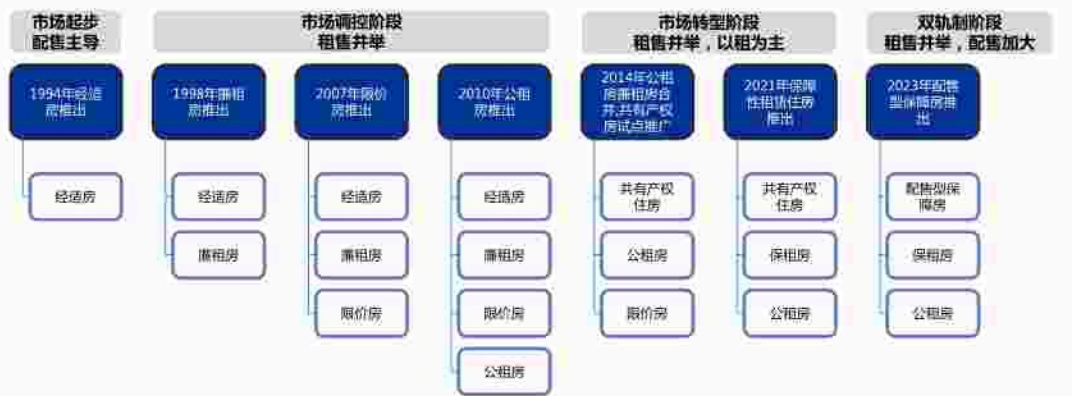 市场起步
配售主导
市场调控阶段
租售并举
市场转型阶段
租售并举，以租为主
双轨制阶段
租售并举，配售加大
1994年经适
房推出
1998年廉租
房推出
2007年限价
房推出
2010年公租
房推出
2014年公租
房廉租房合
并,共有产权
房试点推广
2021年保障
性租赁住房
推出
2023年配售
型保障房推
出
经适房
经适房
廉租房
经适房
廉租房
限价房
经适房
廉租房
限价房
公租房
共有产权
住房
公租房
限价房
共有产权
住房
保租房
公租房
配售型保
障房
保租房
公租房